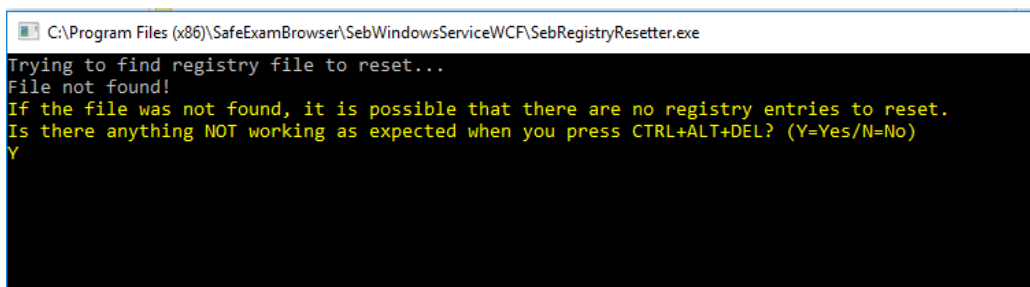 C:\Program Files (x86)\SafeExamBrowser\SebWindowsServiceWCF\SebRegistryResetter.exe
Trying to find registry file to reset...
File not found!
If the file was not found, it is possible that there are no registry entries to reset.
Is there anything NOT working as expected when you press CTRL+ALT+DEL? (Y=Yes/N=No)
Y